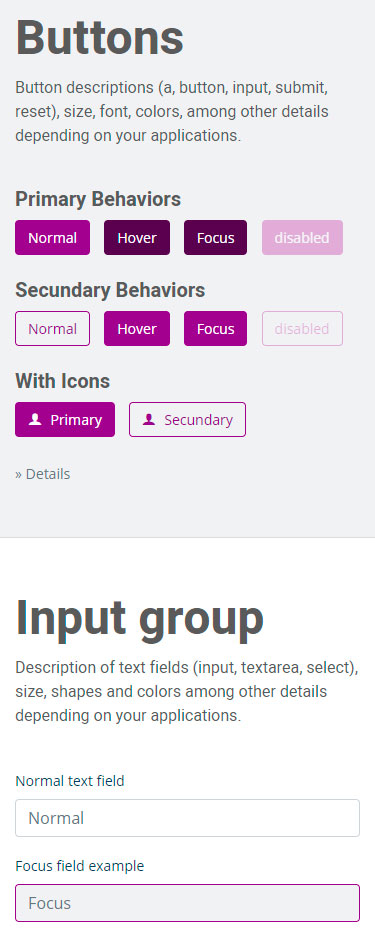 Buttons
Button descriptions (a, button, input, submit,
reset), size, font, colors, among other details
depending on your applications.
Primary Behaviors
Normal Hover Focus disabled
Secundary Behaviors
Normal Hover Focus disabled
With Icons
Primary Secundary
» Details
Input group
Description of text fields (input, textarea, select),
size, shapes and colors among other details
depending on your applications.
Normal text field
Normal
Focus field example
Focus